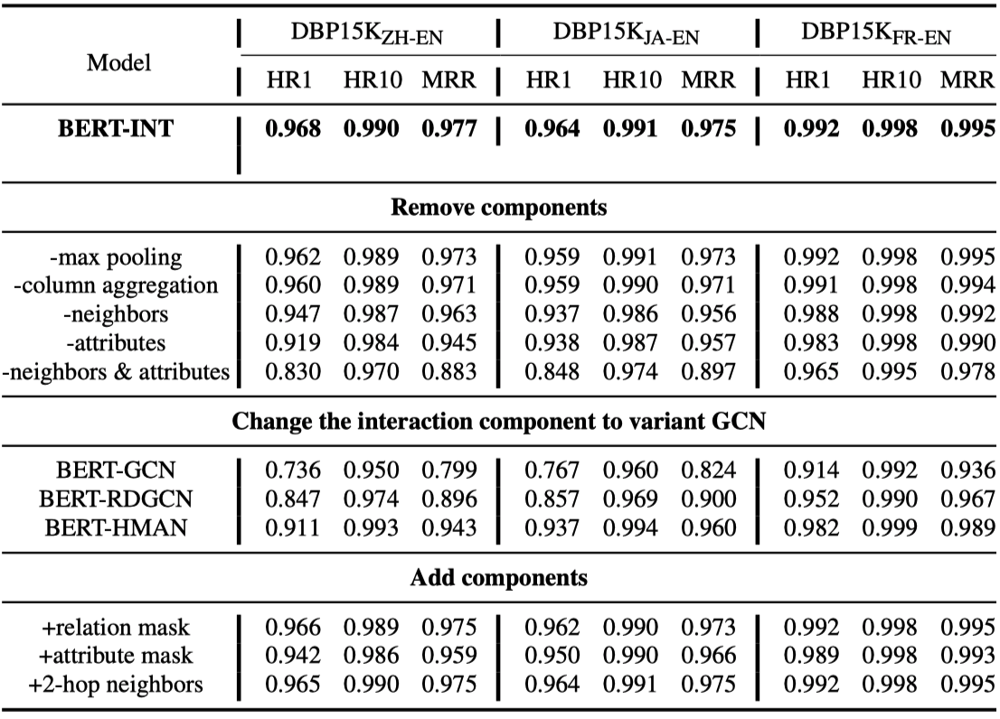 Model DBP15KZH-EN DBP15KJA-EN DBP15KFR-EN
HR1 HR10 MRR HR1 HR10 MRR HR1 HR10 MRR
BERT-INT 0.968 0.990 0.977 0.964 0.991 0.975 0.992 0.998 0.995
Remove components
-max pooling 0.962 0.989 0.973 0.959 0.991 0.973 0.992 0.998 0.995
-column aggregation 0.960 0.989 0.971 0.959 0.990 0.971 0.991 0.998 0.994
-neighbors 0.947 0.987 0.963 0.937 0.986 0.956 0.988 0.998 0.992
-attributes 0.919 0.984 0.945 0.938 0.987 0.957 0.983 0.998 0.990
-neighbors & attributes 0.830 0.970 0.883 0.848 0.974 0.897 0.965 0.995 0.978
Change the interaction component to variant GCN
BERT-GCN 0.736 0.950 0.799 0.767 0.960 0.824 0.914 0.992 0.936
BERT-RDGCN 0.847 0.974 0.896 0.857 0.969 0.900 0.952 0.990 0.967
BERT-HMAN 0.911 0.993 0.943 0.937 0.994 0.960 0.982 0.999 0.989
Add components
+relation mask 0.966 0.989 0.975 0.962 0.990 0.973 0.992 0.998 0.995
+attribute mask 0.942 0.986 0.959 0.950 0.990 0.966 0.989 0.998 0.993
+2-hop neighbors 0.965 0.990 0.975 0.964 0.991 0.975 0.992 0.998 0.995